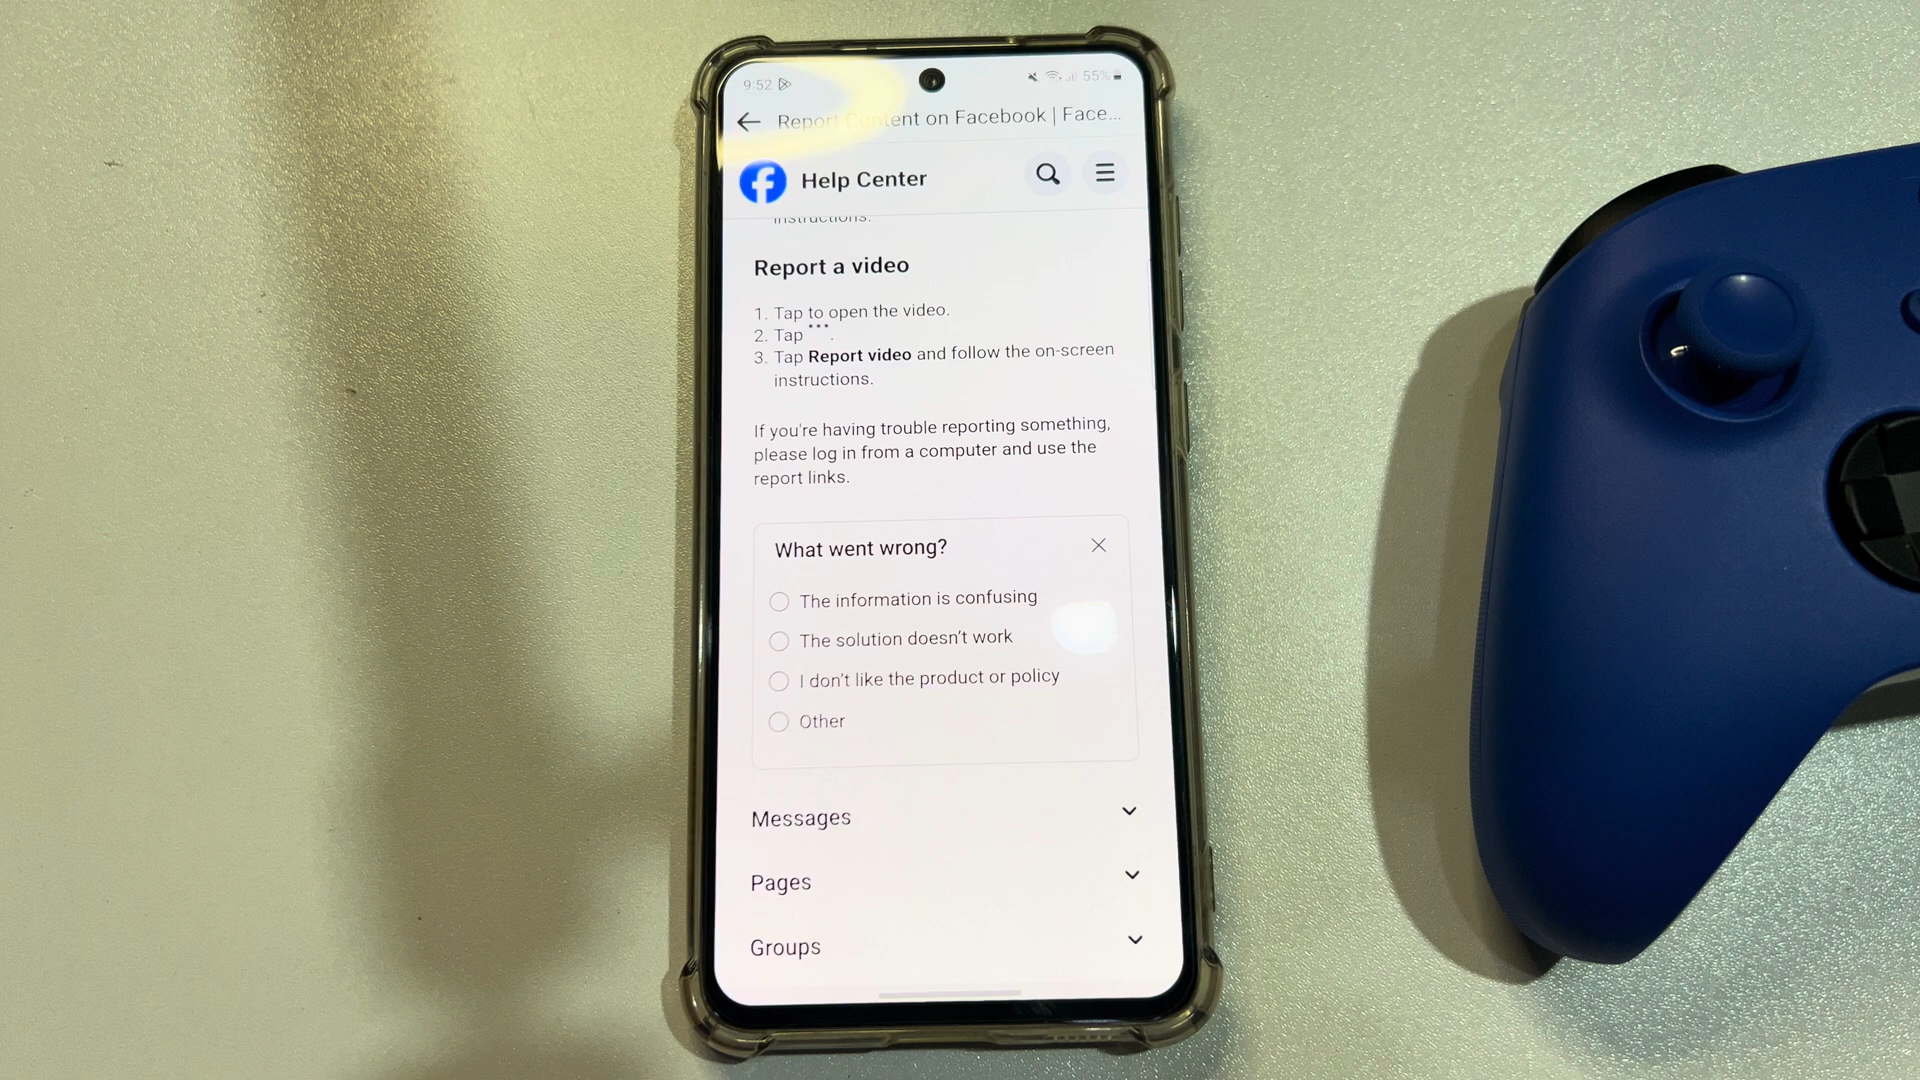 9:52
55%
Report Content on Facebook | Face...
Help Center
instructions.
Report a video
1. Tap to open the video.
2. Tap •••.
3. Tap Report video and follow the on-screen
instructions.
If you're having trouble reporting something,
please log in from a computer and use the
report links.
What went wrong?
The information is confusing
The solution doesn't work
I don't like the product or policy
Other
Messages
Pages
Groups